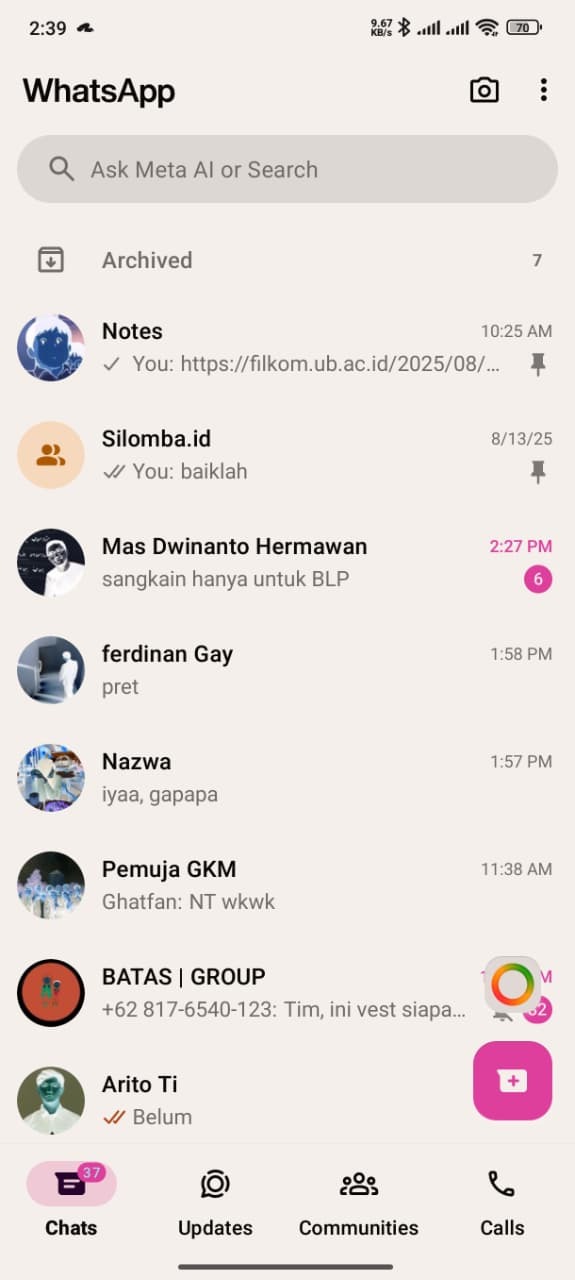 2:39
9.67 KB/s
70
WhatsApp
Ask Meta AI or Search
Archived 7
Notes 10:25 AM
You: https://filkom.ub.ac.id/2025/08/...
Silomba.id 8/13/25
You: baiklah
Mas Dwinanto Hermawan 2:27 PM
sangkain hanya untuk BLP 6
ferdinan Gay 1:58 PM
pret
Nazwa 1:57 PM
iyaa, gapapa
Pemuja GKM 11:38 AM
Ghatfan: NT wkwk
BATAS | GROUP
+62 817-6540-123: Tim, ini vest siapa...
Arito Ti
Belum
37
Chats Updates Communities Calls